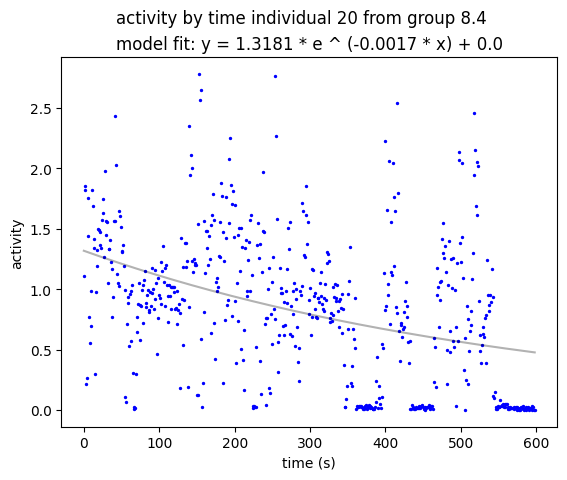 activity by time individual 20 from group 8.4
model fit: y = 1.3181 * e ^ (-0.0017 * x) + 0.0
2.5
2.0
1.5
1.0
0.5
0.0
activity
0 100 200 300 400 500 600
time (s)